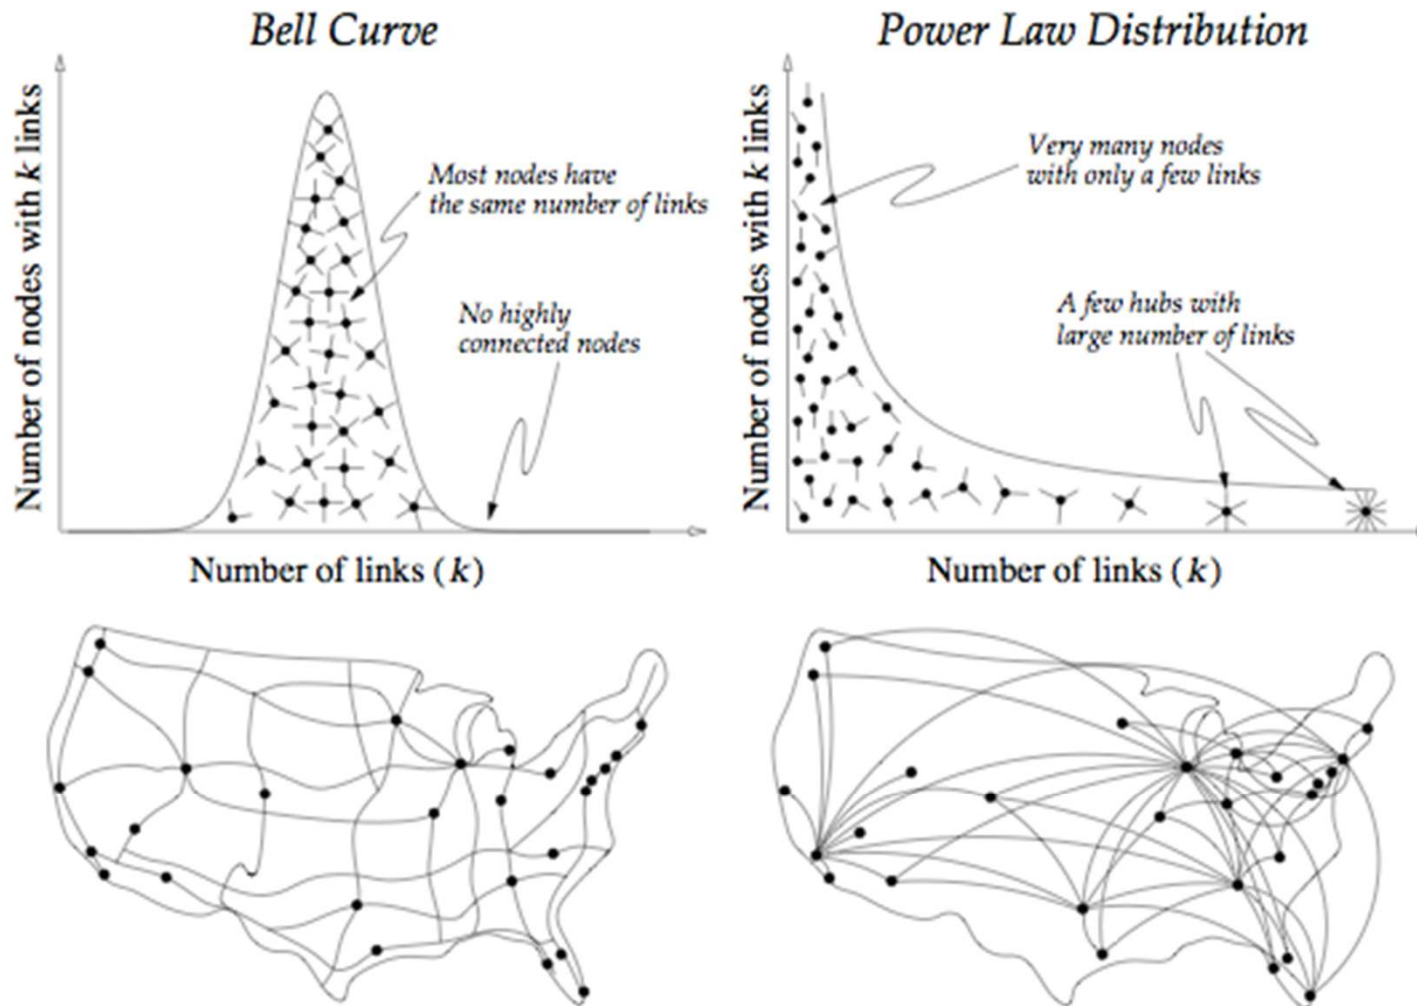 Bell Curve
Number of nodes with k links
Most nodes have
the same number of links
No highly
connected nodes
Number of links (k)
Power Law Distribution
Number of nodes with k links
Very many nodes
with only a few links
A few hubs with
large number of links
Number of links (k)